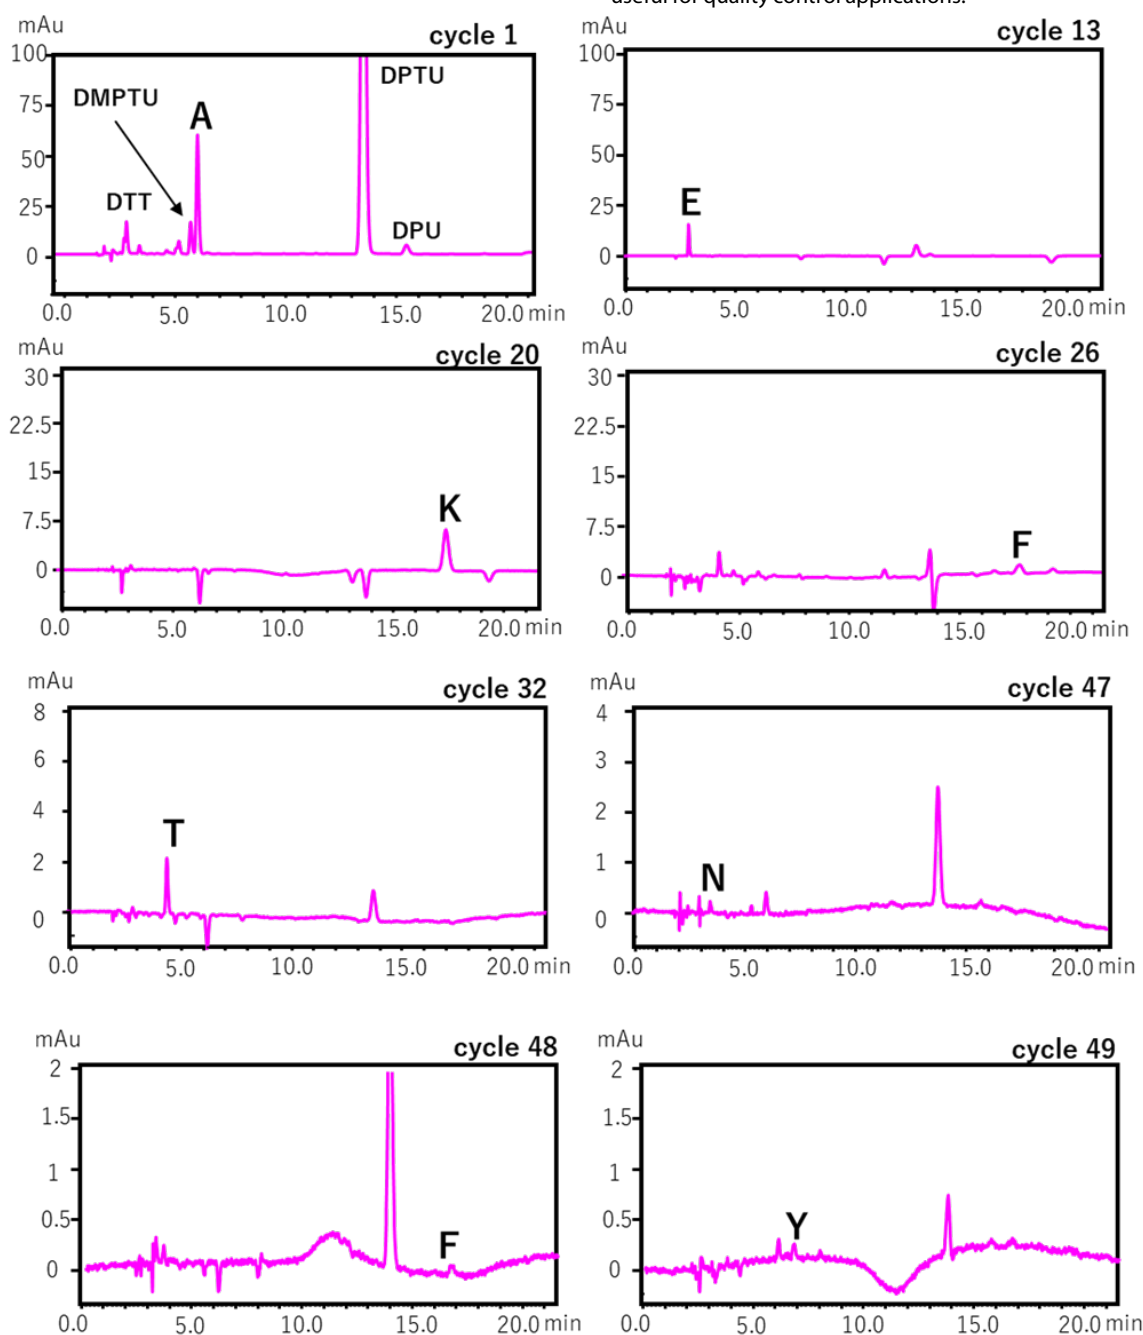 useful for quality control applications.
mAu
cycle 1
100
75
50
25
0
DMPTU
A
DTT
DPTU
DPU
0.0 5.0 10.0 15.0 20.0 min
mAu
cycle 13
100
75
50
25
0
E
0.0 5.0 10.0 15.0 20.0 min
mAu
cycle 20
30
22.5
15
7.5
0
K
0.0 5.0 10.0 15.0 20.0 min
mAu
cycle 26
30
22.5
15
7.5
0
F
0.0 5.0 10.0 15.0 20.0 min
mAu
cycle 32
8
6
4
2
0
T
0.0 5.0 10.0 15.0 20.0 min
mAu
cycle 47
4
3
2
1
0
N
0.0 5.0 10.0 15.0 20.0 min
mAu
cycle 48
2
1.5
1
0.5
0
F
0.0 5.0 10.0 15.0 20.0 min
mAu
cycle 49
2
1.5
1
0.5
0
Y
0.0 5.0 10.0 15.0 20.0 min